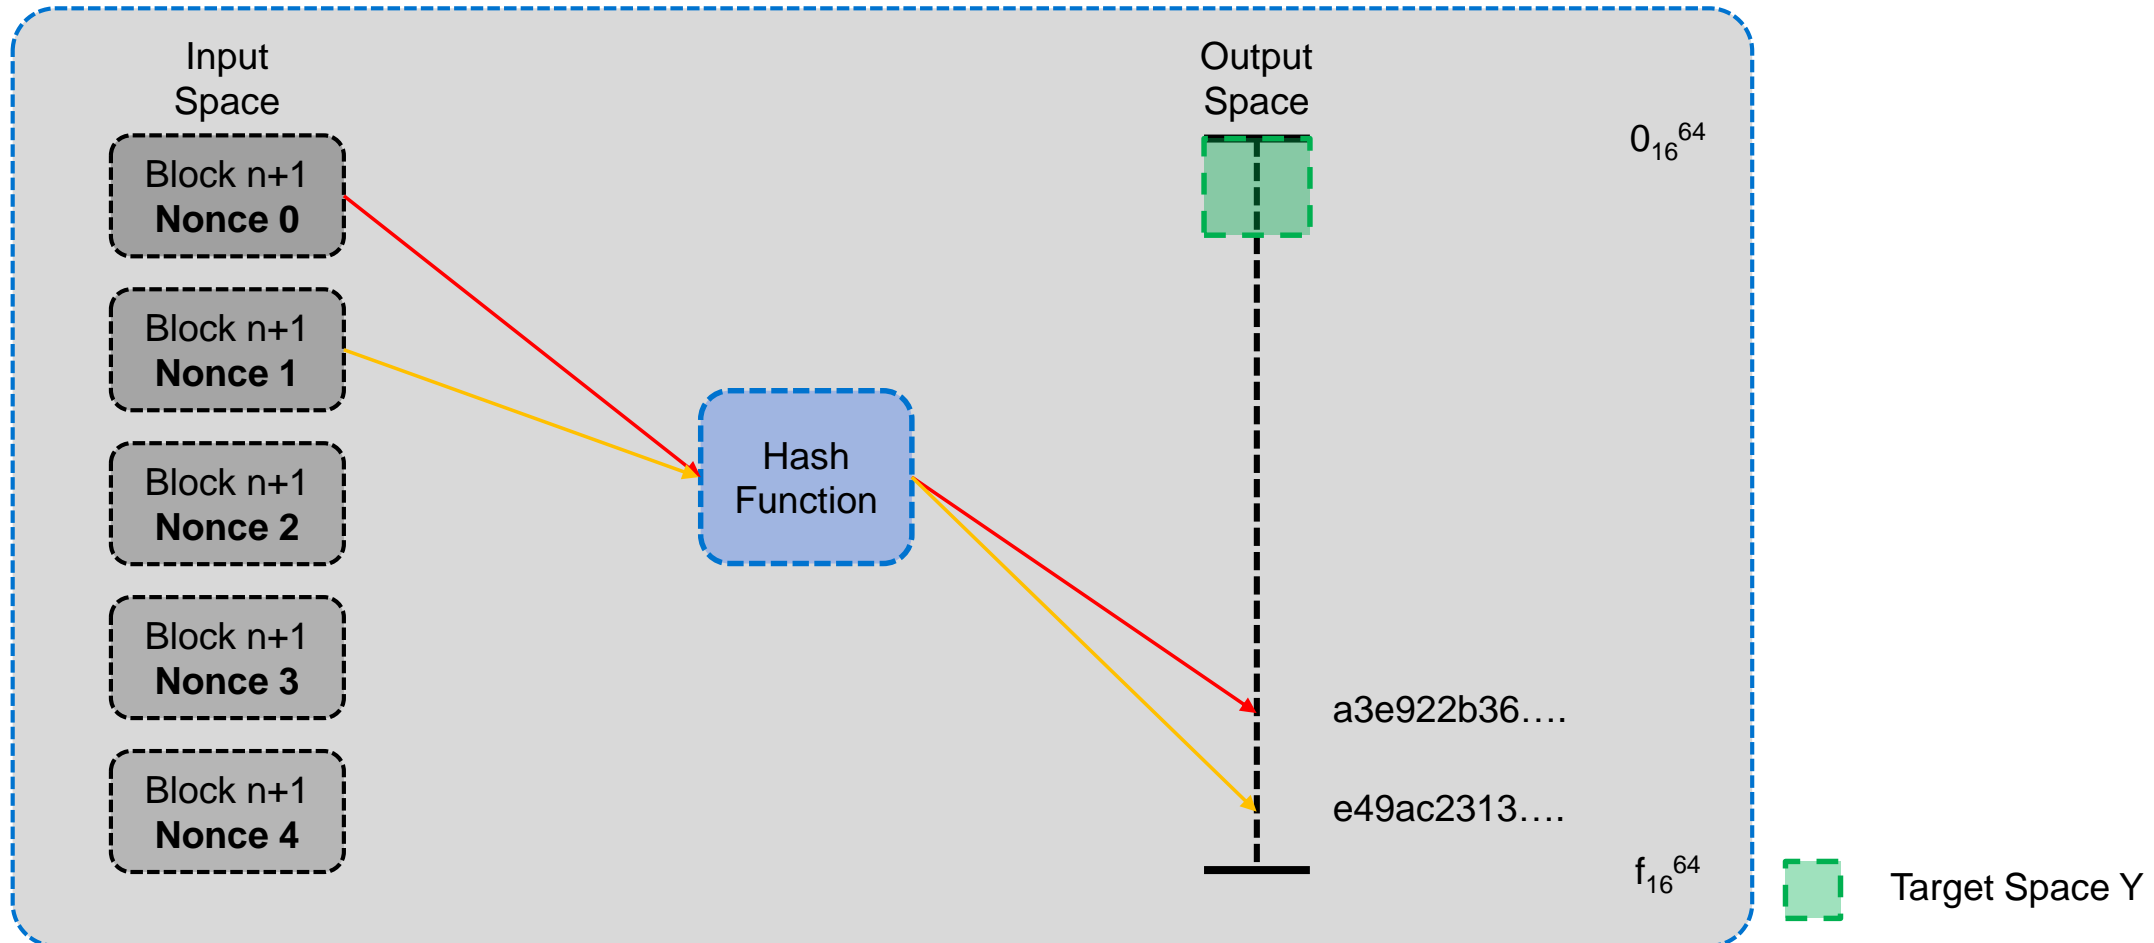 Input
Space
Output
Space
Block n+1
Nonce 0
0₁₆⁶⁴
Block n+1
Nonce 1
Block n+1
Nonce 2
Hash
Function
Block n+1
Nonce 3
a3e922b36....
Block n+1
Nonce 4
e49ac2313....
f₁₆⁶⁴
Target Space Y